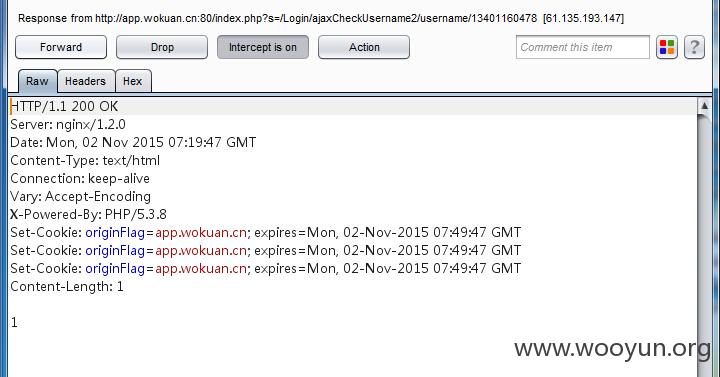 Response from http://app.wokuan.cn:80/index.php?s=/Login/ajaxCheckUsername2/username/13401160478 [61.135.193.147]
Forward Drop Intercept is on Action Comment this item ?
Raw Headers Hex
HTTP/1.1 200 OK
Server: nginx/1.2.0
Date: Mon, 02 Nov 2015 07:19:47 GMT
Content-Type: text/html
Connection: keep-alive
Vary: Accept-Encoding
X-Powered-By: PHP/5.3.8
Set-Cookie: originFlag=app.wokuan.cn; expires=Mon, 02-Nov-2015 07:49:47 GMT
Set-Cookie: originFlag=app.wokuan.cn; expires=Mon, 02-Nov-2015 07:49:47 GMT
Set-Cookie: originFlag=app.wokuan.cn; expires=Mon, 02-Nov-2015 07:49:47 GMT
Content-Length: 1
1
www.wooyun.org